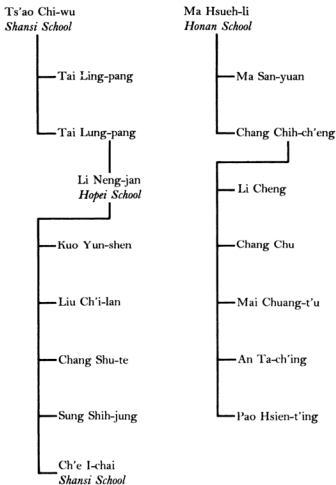 Ts'ao Chi-wu
Shansi School
Tai Ling-pang
Tai Lung-pang
Li Neng-jan
Hopei School
Kuo Yun-shen
Liu Ch'i-lan
Chang Shu-te
Sung Shih-jung
Ch'e I-chai
Shansi School
Ma Hsueh-li
Honan School
Ma San-yuan
Chang Chih-ch'eng
Li Cheng
Chang Chu
Mai Chuang-t'u
An Ta-ch'ing
Pao Hsien-t'ing